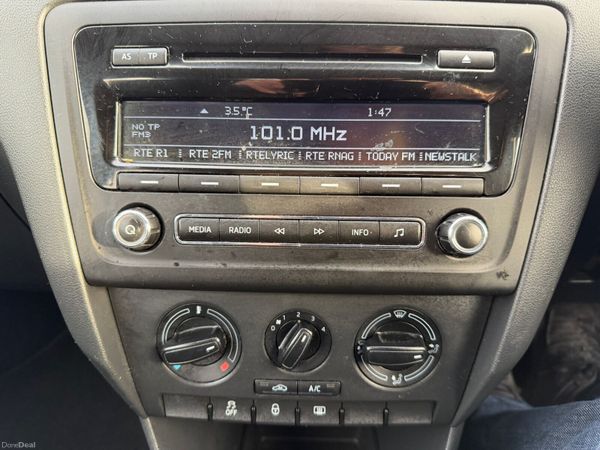 AS TP
3.5°C 1:47
NO TP
FM3
101.0 MHz
RTE R1 RTE 2FM RTELYRIC RTE RNAG TODAY FM NEWSTALK
Q MEDIA RADIO INFO
0 1 2 3 4
A/C
OFF
DoneDeal